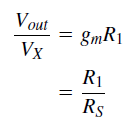 V_out / V_X = g_m R_1
= R_1 / R_S